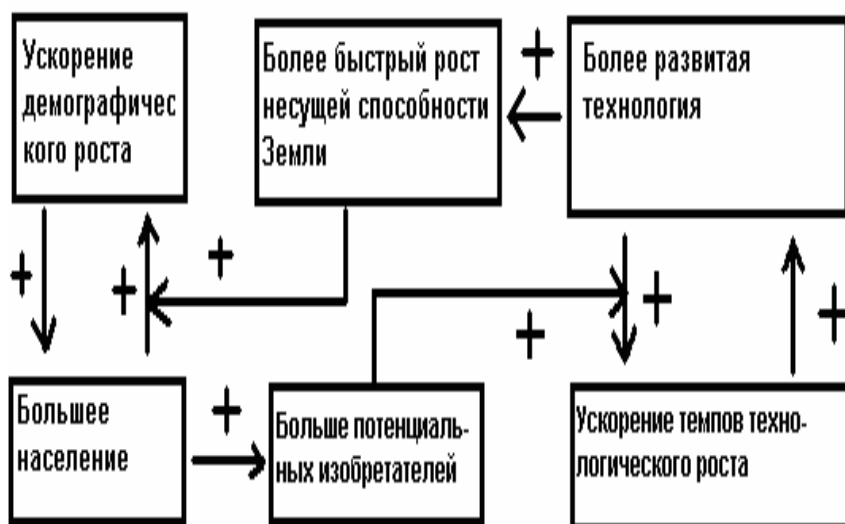 Ускорение
демографичес
кого роста
Более быстрый рост
несущей способности
Земли
Более развитая
технология
+
+
+
+
+
+
+
+
Большее
население
Больше потенциаль-
ных изобретателей
Ускорение темпов техно-
логического роста